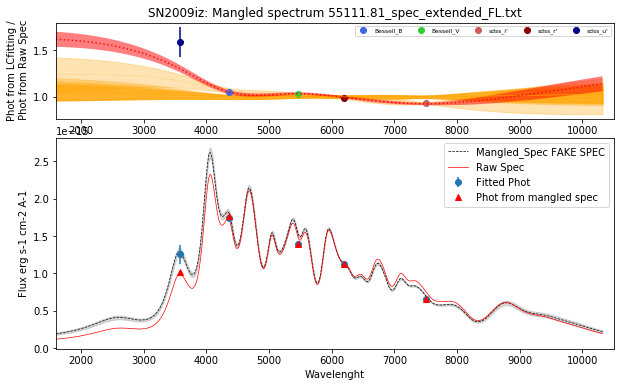 SN2009iz: Mangled spectrum 55111.81_spec_extended_FL.txt
Phot from LCfitting /
Phot from Raw Spec
Bessell_B
Bessell_V
sdss_i'
sdss_r'
sdss_u'
1.5
1.0
2000 3000 4000 5000 6000 7000 8000 9000 10000
Flux erg s-1 cm-2 A-1
Mangled_Spec FAKE SPEC
Raw Spec
Fitted Phot
Phot from mangled spec
2.5
2.0
1.5
1.0
0.5
0.0
2000 3000 4000 5000 6000 7000 8000 9000 10000
Wavelenght